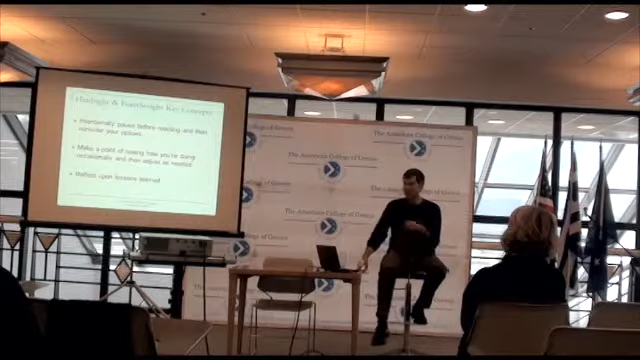 Hindsight & Foursight Key Concept
• Intentionally pause before reacting and then
consider your options.
• Make a point of seeing how you're doing
occasionally and then adjust as needed.
• Reflect upon lessons learned
The American College of Greece
The American College of Greece
The American College of Greece
The American College of Greece
The American College of Greece